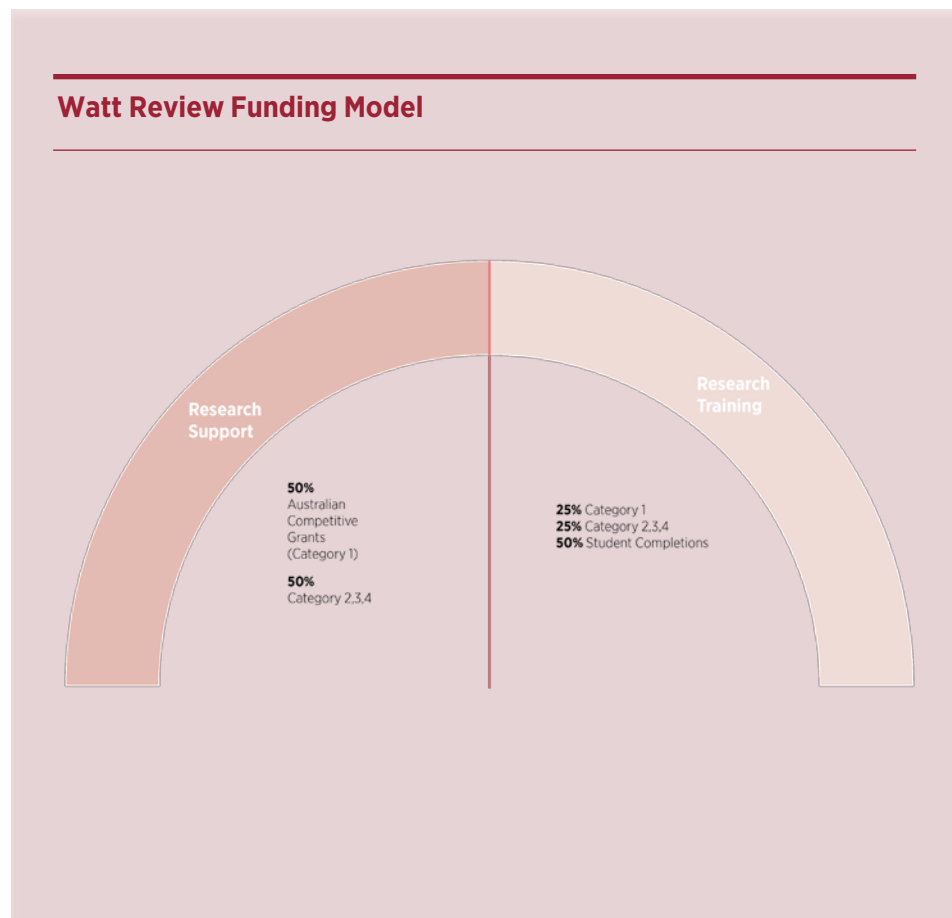 Watt Review Funding Model
Research
Support
Research
Training
50%
Australian
Competitive
Grants
(Category 1)
50%
Category 2,3,4
25% Category 1
25% Category 2,3,4
50% Student Completions